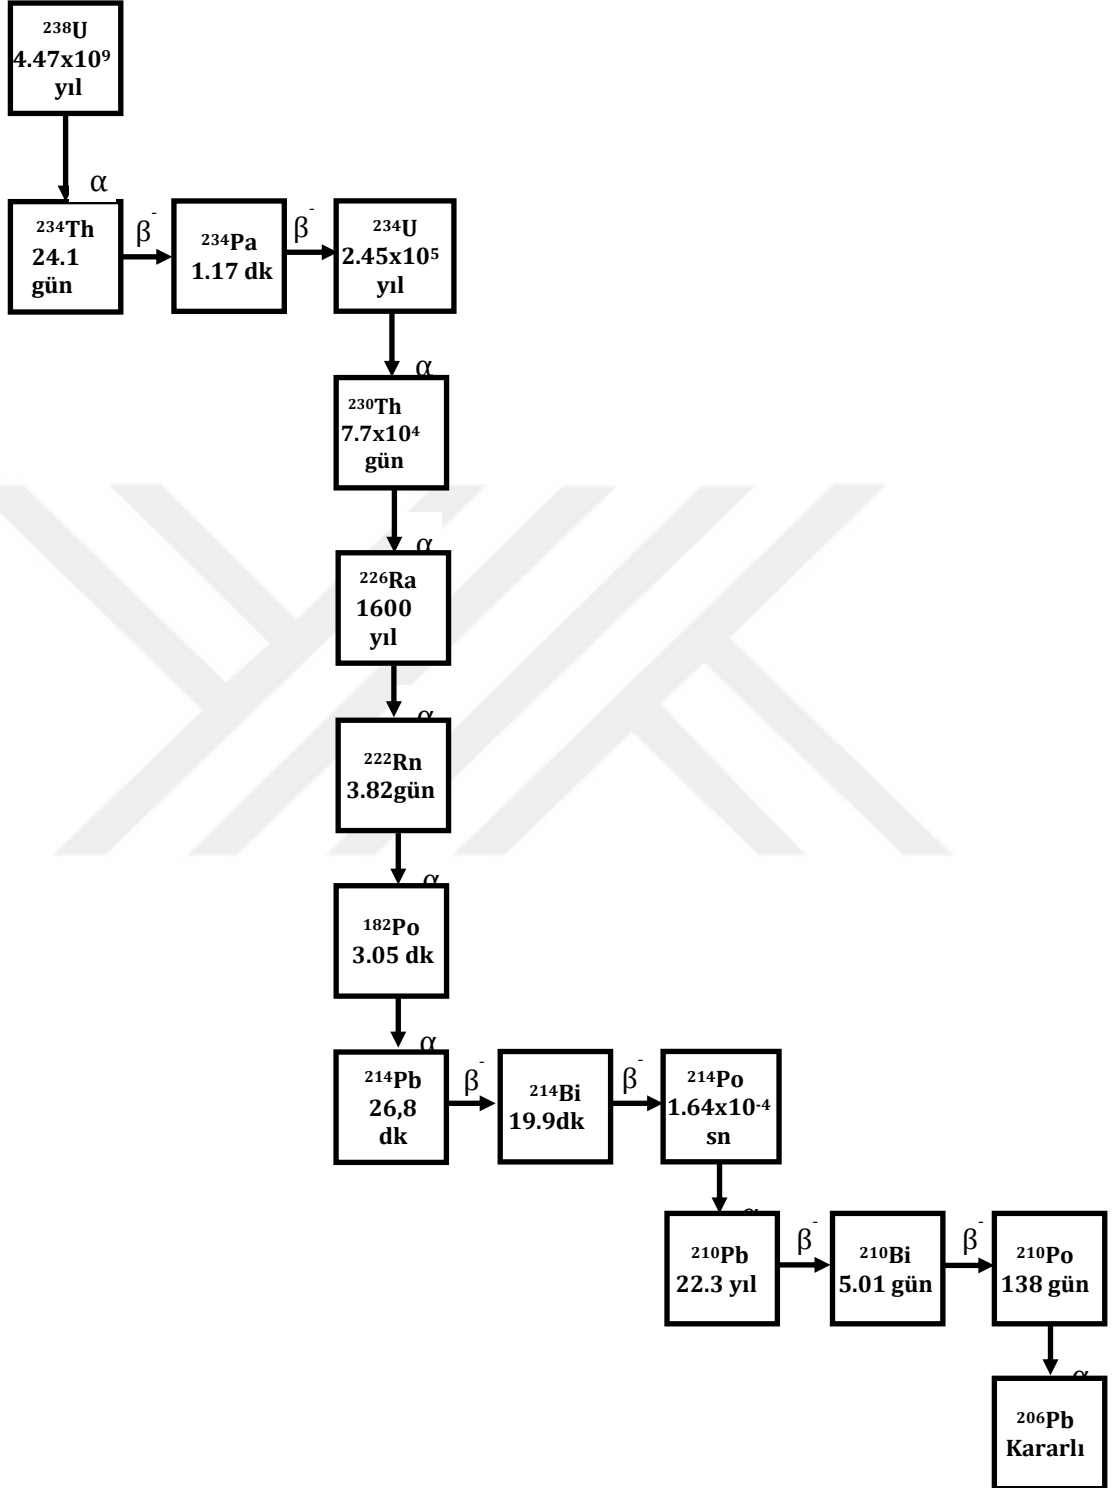 ²³⁸U
4.47x10⁹
yıl
α
²³⁴Th
24.1
gün
β⁻
²³⁴Pa
1.17 dk
β⁻
²³⁴U
2.45x10⁵
yıl
α
²³⁰Th
7.7x10⁴
gün
α
²²⁶Ra
1600
yıl
α
²²²Rn
3.82gün
α
¹⁸²Po
3.05 dk
α
²¹⁴Pb
26,8
dk
β⁻
²¹⁴Bi
19.9dk
β⁻
²¹⁴Po
1.64x10⁻⁴
sn
α
²¹⁰Pb
22.3 yıl
β⁻
²¹⁰Bi
5.01 gün
β⁻
²¹⁰Po
138 gün
α
²⁰⁶Pb
Kararlı